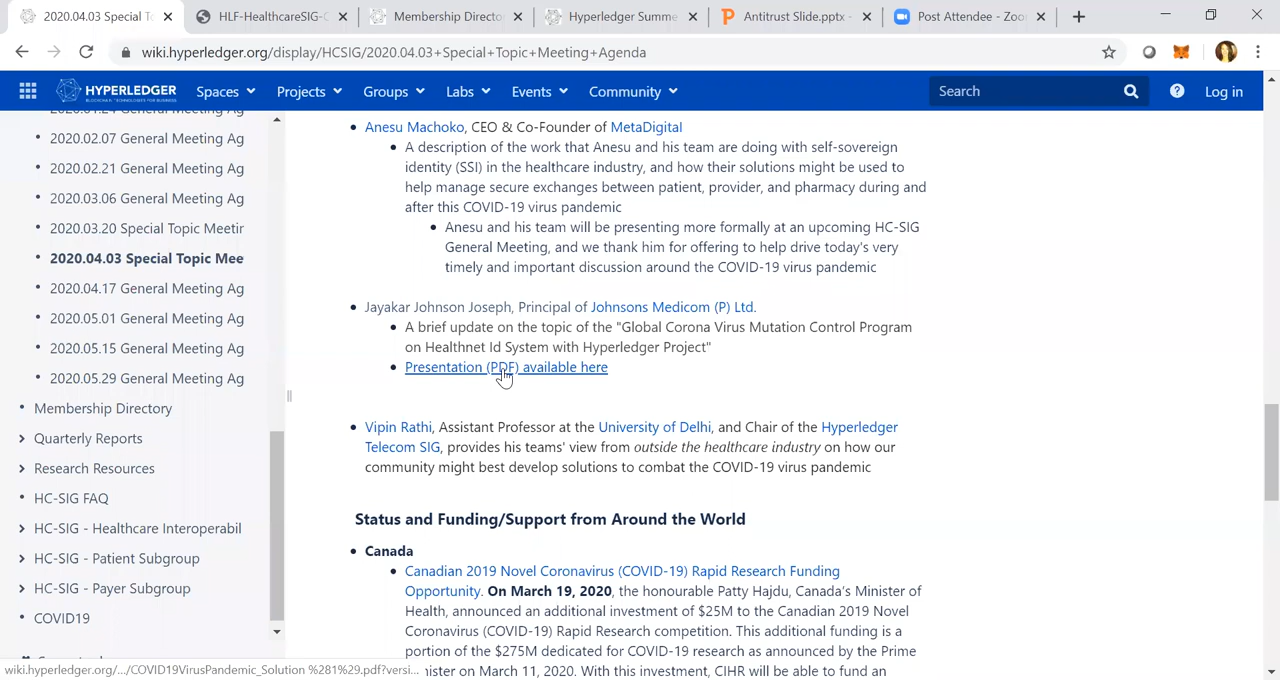 2020.04.03 Special T
HLF-HealthcareSIG-C
Membership Directo
Hyperledger Summe
Antitrust Slide.pptx -
Post Attendee - Zoo
wiki.hyperledger.org/display/HCSIG/2020.04.03+Special+Topic+Meeting+Agenda
HYPERLEDGER
BLOCKCHAIN TECHNOLOGIES FOR BUSINESS
Spaces
Projects
Groups
Labs
Events
Community
Search
Log in
2020.01.24 General Meeting Ag
2020.02.07 General Meeting Ag
2020.02.21 General Meeting Ag
2020.03.06 General Meeting Ag
2020.03.20 Special Topic Meetin
2020.04.03 Special Topic Mee
2020.04.17 General Meeting Ag
2020.05.01 General Meeting Ag
2020.05.15 General Meeting Ag
2020.05.29 General Meeting Ag
Membership Directory
Quarterly Reports
Research Resources
HC-SIG FAQ
HC-SIG - Healthcare Interoperabil
HC-SIG - Patient Subgroup
HC-SIG - Payer Subgroup
COVID19
Anesu Machoko, CEO & Co-Founder of MetaDigital
A description of the work that Anesu and his team are doing with self-sovereign
identity (SSI) in the healthcare industry, and how their solutions might be used to
help manage secure exchanges between patient, provider, and pharmacy during and
after this COVID-19 virus pandemic
Anesu and his team will be presenting more formally at an upcoming HC-SIG
General Meeting, and we thank him for offering to help drive today's very
timely and important discussion around the COVID-19 virus pandemic
Jayakar Johnson Joseph, Principal of Johnsons Medicom (P) Ltd.
A brief update on the topic of the "Global Corona Virus Mutation Control Program
on Healthnet Id System with Hyperledger Project"
Presentation (PDF) available here
Vipin Rathi, Assistant Professor at the University of Delhi, and Chair of the Hyperledger
Telecom SIG, provides his teams' view from outside the healthcare industry on how our
community might best develop solutions to combat the COVID-19 virus pandemic
Status and Funding/Support from Around the World
Canada
Canadian 2019 Novel Coronavirus (COVID-19) Rapid Research Funding
Opportunity. On March 19, 2020, the honourable Patty Hajdu, Canada's Minister of
Health, announced an additional investment of $25M to the Canadian 2019 Novel
Coronavirus (COVID-19) Rapid Research competition. This additional funding is a
portion of the $275M dedicated for COVID-19 research as announced by the Prime
nister on March 11, 2020. With this investment, CIHR will be able to fund an
wiki.hyperledger.org/.../COVID19VirusPandemic_Solution %281%29.pdf?versi...